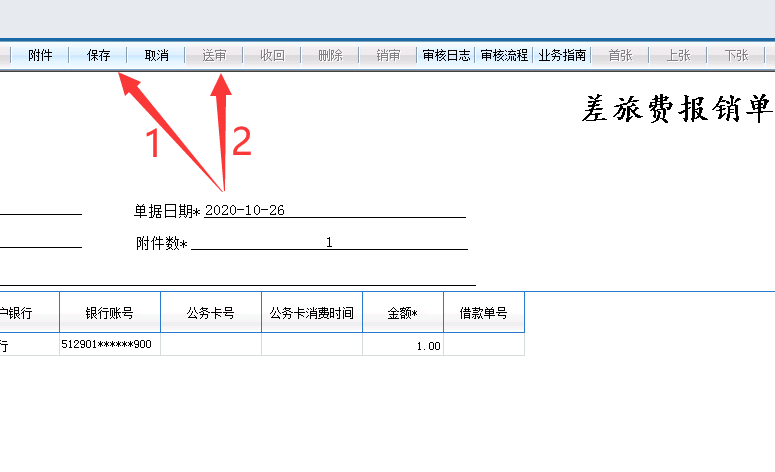 附件 保存 取消 送审 收回 删除 销审 审核日志 审核流程 业务指南 首张 上张 下张
差旅费报销单
1 2
单据日期* 2020-10-26
附件数* 1
户银行 银行账号 公务卡号 公务卡消费时间 金额* 借款单号
行 512901******900 1.00